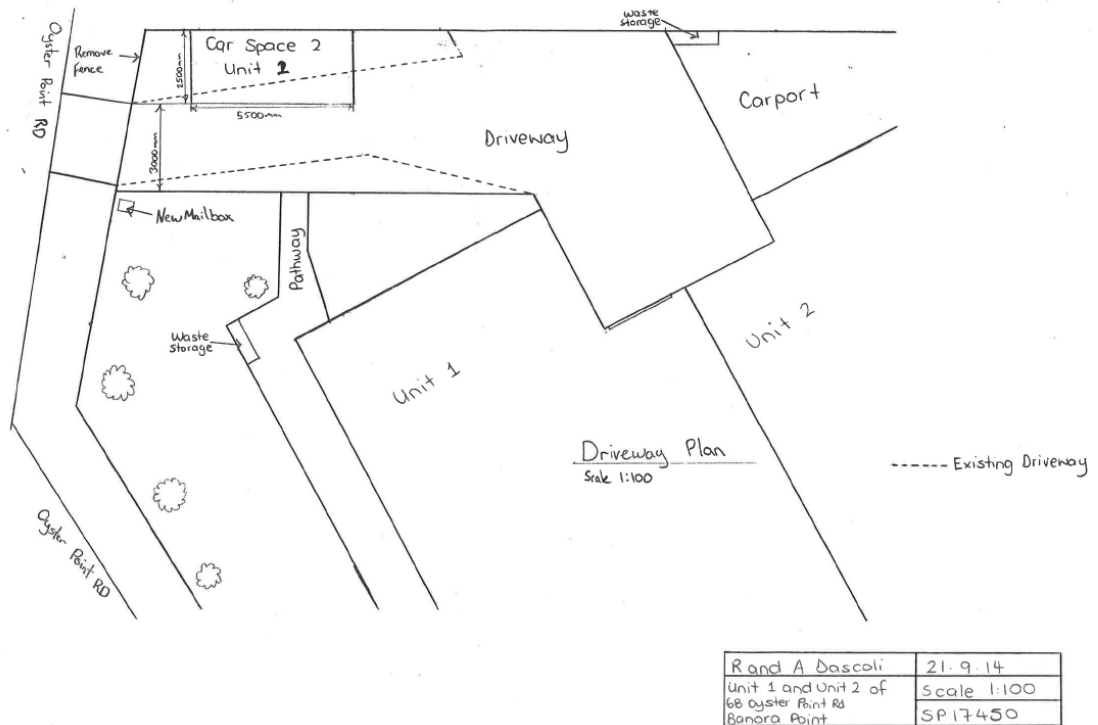 Oyster Point RD
Remove
Fence
2500mm
Car Space 2
Unit 1
5500mm
3000mm
Waste
storage
Carport
Driveway
New Mailbox
Pathway
Waste
Storage
Unit 1
Unit 2
Driveway Plan
Scale 1:100
Existing Driveway
Oyster Point RD
R and A Dascoli
21.9.14
Unit 1 and Unit 2 of
68 Oyster Point Rd
Banora Point
Scale 1:100
SP17450